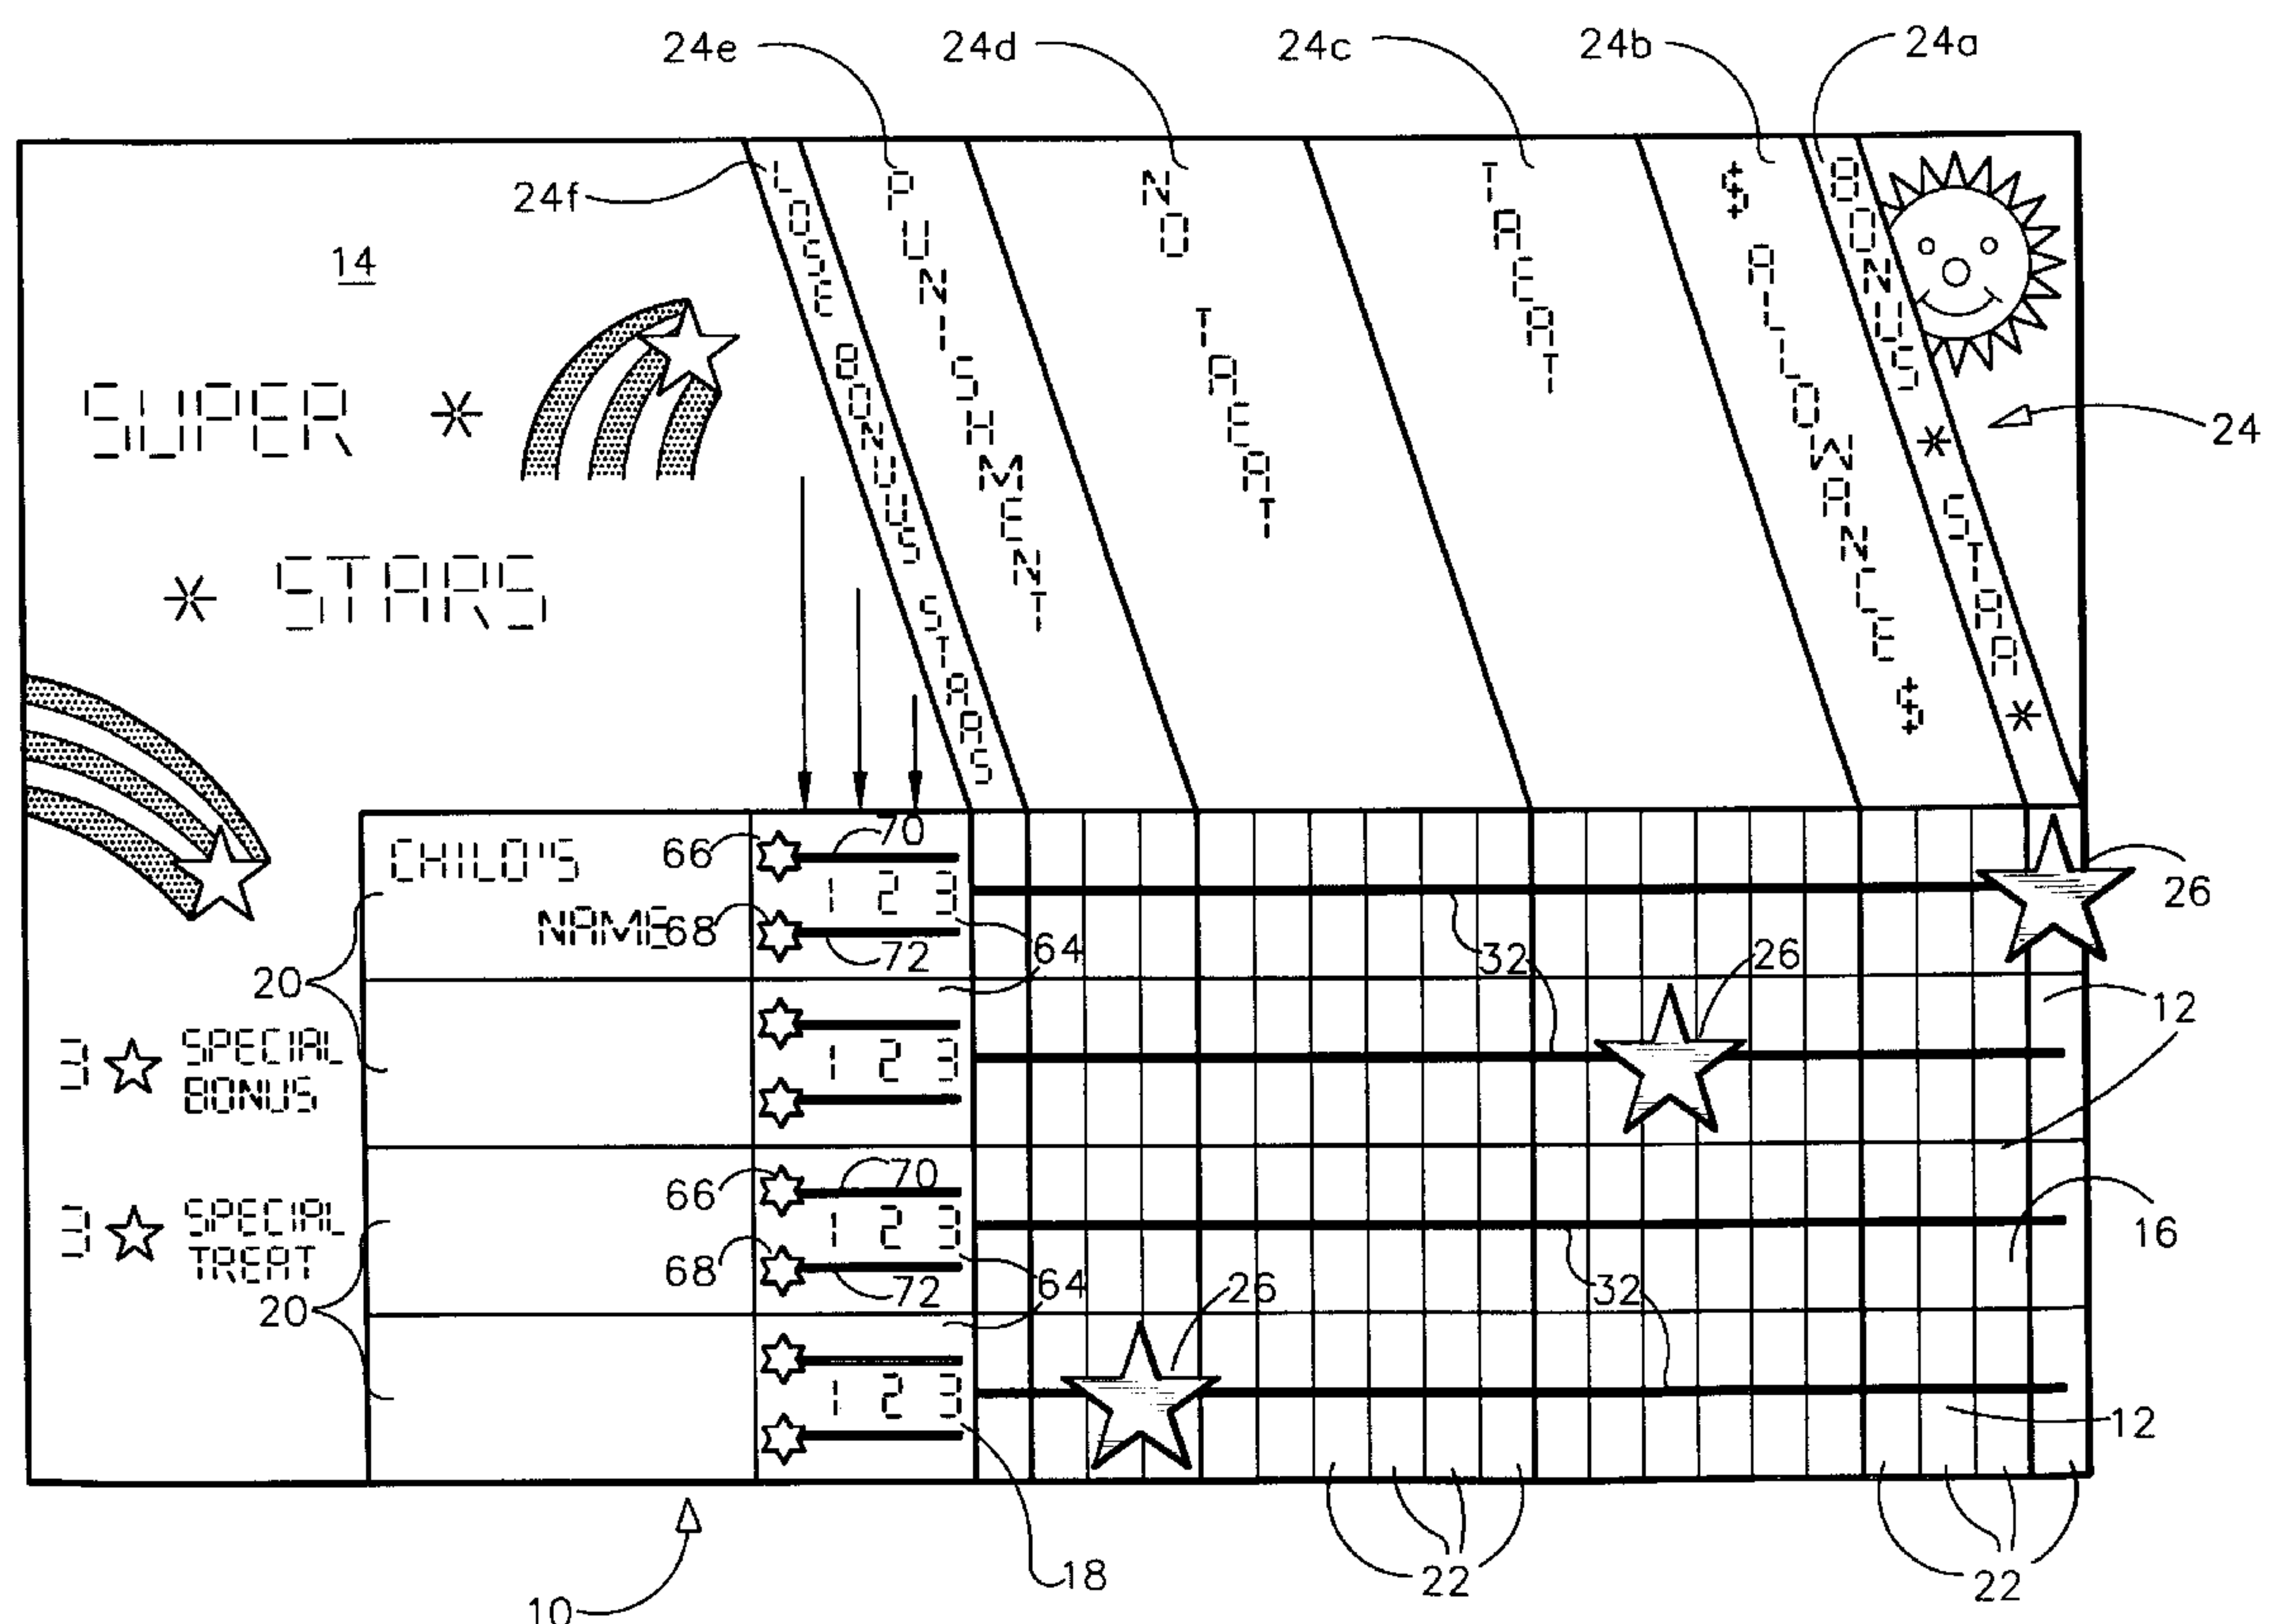 24e 24d 24c 24b 24a
24f
LOSE BONUS STARS
PUNISHMENT
NO TREAT
TREAT
$ ALLOWANCE $
BONUS * STAR *
14
24
SUPER *
* STARS
CHILD'S
NAME
66 70
1 2 3
68 72 64
32 26
26
20
12
3 SPECIAL
BONUS
1 2 3
66 70
1 2 3
16
3 SPECIAL
TREAT
68 72 64
20
26 32
1 2 3
12
10 18 22 22